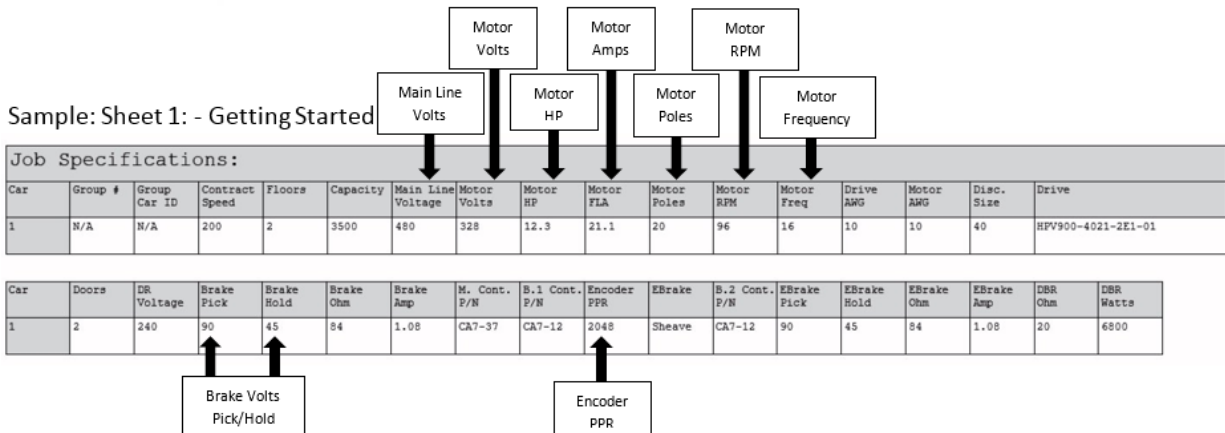 Motor
Volts
Motor
Amps
Motor
RPM
Main Line
Volts
Motor
HP
Motor
Poles
Motor
Frequency
Sample: Sheet 1: - Getting Started
Job Specifications:
Car Group # Group Car ID Contract Speed Floors Capacity Main Line Voltage Motor Volts Motor HP Motor FLA Motor Poles Motor RPM Motor Freq Drive AWG Motor AWG Disc. Size Drive
1 N/A N/A 200 2 3500 480 328 12.3 21.1 20 96 16 10 10 40 HPV900-4021-2E1-01
Car Doors DR Voltage Brake Pick Brake Hold Brake Ohm Brake Amp M. Cont. P/N B.1 Cont. P/N Encoder PPR EBrake B.2 Cont. P/N EBrake Pick EBrake Hold EBrake Ohm EBrake Amp DBR Ohm DBR Watts
1 2 240 90 45 84 1.08 CA7-37 CA7-12 2048 Sheave CA7-12 90 45 84 1.08 20 6800
Brake Volts
Pick/Hold
Encoder
PPR